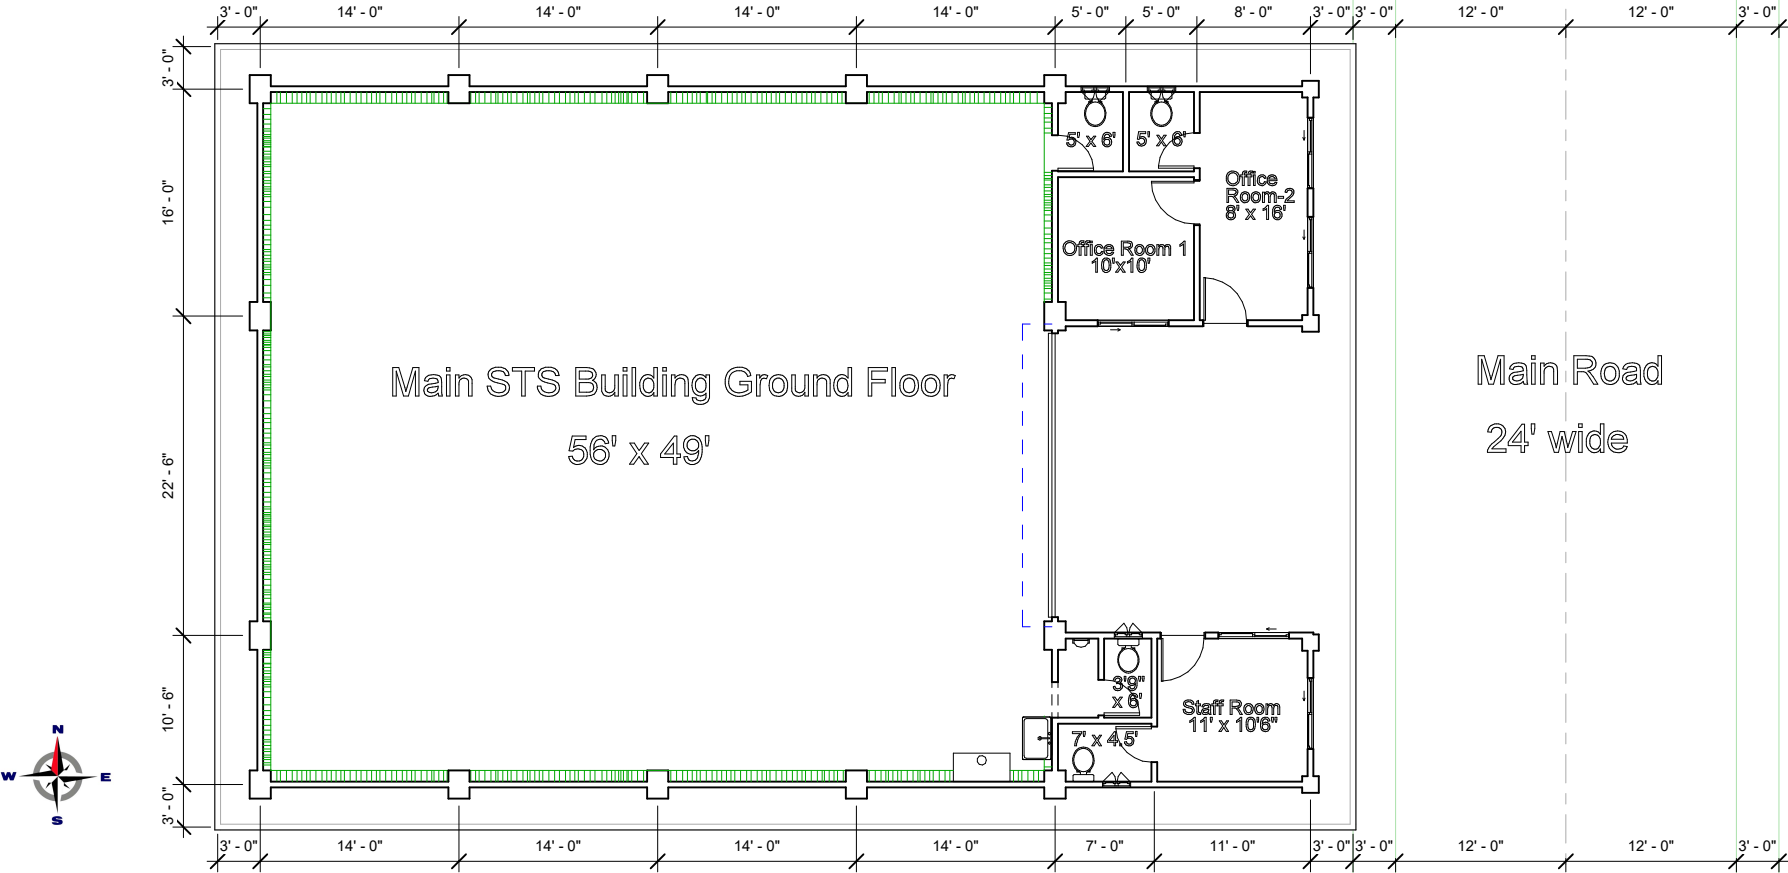 3' - 0" 14' - 0" 14' - 0" 14' - 0" 14' - 0" 5' - 0" 5' - 0" 8' - 0" 3' - 0" 3' - 0" 12' - 0" 12' - 0" 3' - 0"
3' - 0"
16' - 0"
22' - 6"
10' - 6"
3' - 0"
5' x 6'
5' x 6'
Office
Room-2
8' x 16'
Office Room 1
10'x10'
Main STS Building Ground Floor
56' x 49'
Main Road
24' wide
3'9"
x 6'
7' x 4.5'
Staff Room
11' x 10'6"
N
W E
S
3' - 0" 14' - 0" 14' - 0" 14' - 0" 14' - 0" 7' - 0" 11' - 0" 3' - 0" 3' - 0" 12' - 0" 12' - 0" 3' - 0"